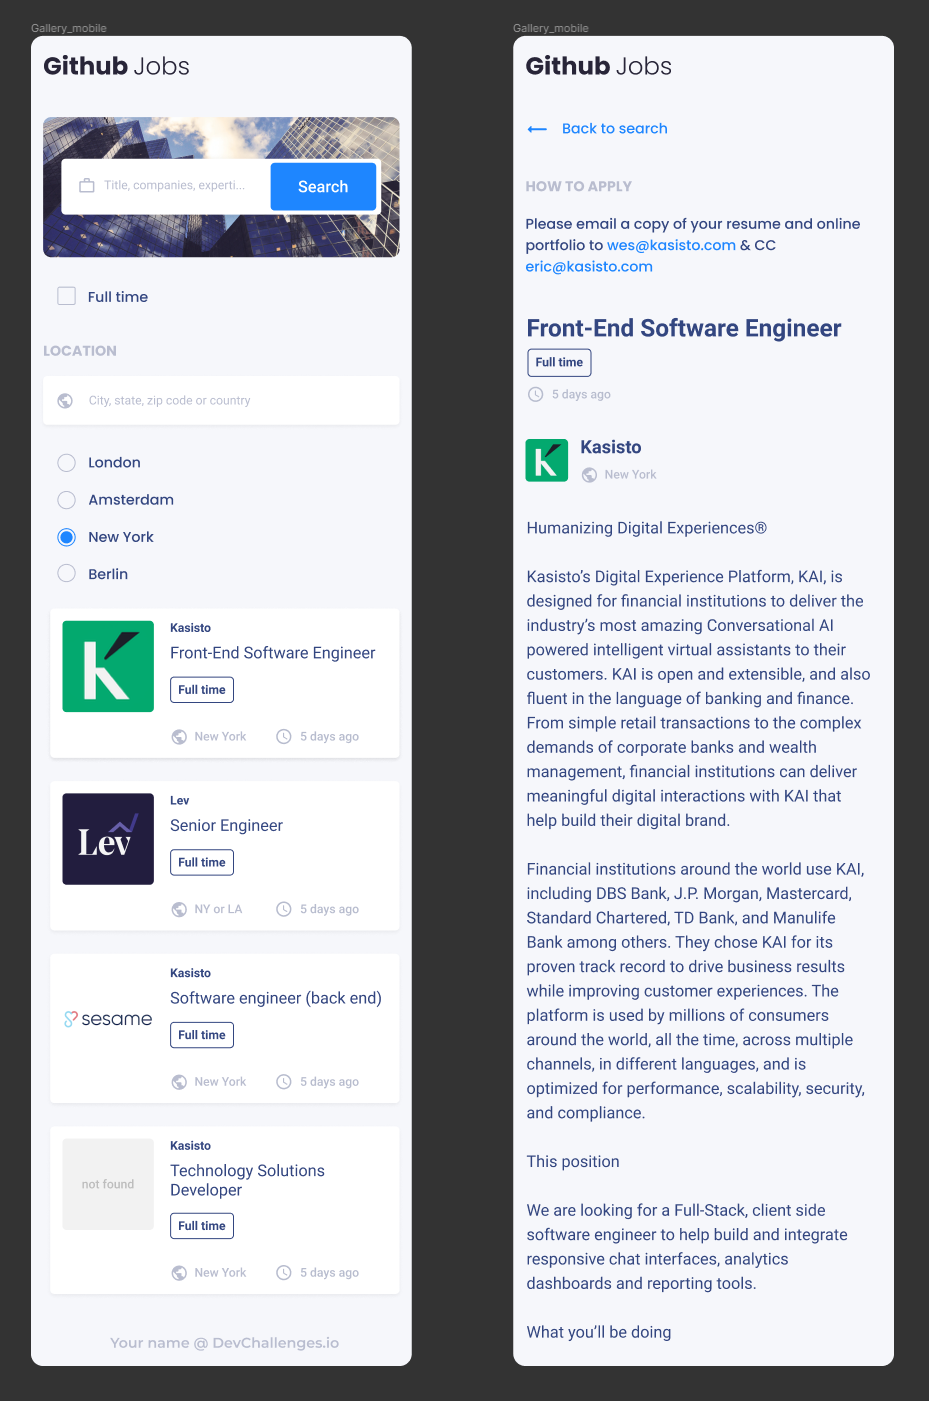 Gallery_mobile
Github Jobs
Title, companies, experti...
Search
Full time
LOCATION
City, state, zip code or country
London
Amsterdam
New York
Berlin
K
Kasisto
Front-End Software Engineer
Full time
New York
5 days ago
Lev
Lev
Senior Engineer
Full time
NY or LA
5 days ago
sesame
Kasisto
Software engineer (back end)
Full time
New York
5 days ago
not found
Kasisto
Technology Solutions
Developer
Full time
New York
5 days ago
Your name @ DevChallenges.io
Gallery_mobile
Github Jobs
Back to search
HOW TO APPLY
Please email a copy of your resume and online
portfolio to wes@kasisto.com & CC
eric@kasisto.com
Front-End Software Engineer
Full time
5 days ago
K
Kasisto
New York
Humanizing Digital Experiences®
Kasisto’s Digital Experience Platform, KAI, is
designed for financial institutions to deliver the
industry’s most amazing Conversational AI
powered intelligent virtual assistants to their
customers. KAI is open and extensible, and also
fluent in the language of banking and finance.
From simple retail transactions to the complex
demands of corporate banks and wealth
management, financial institutions can deliver
meaningful digital interactions with KAI that
help build their digital brand.
Financial institutions around the world use KAI,
including DBS Bank, J.P. Morgan, Mastercard,
Standard Chartered, TD Bank, and Manulife
Bank among others. They chose KAI for its
proven track record to drive business results
while improving customer experiences. The
platform is used by millions of consumers
around the world, all the time, across multiple
channels, in different languages, and is
optimized for performance, scalability, security,
and compliance.
This position
We are looking for a Full-Stack, client side
software engineer to help build and integrate
responsive chat interfaces, analytics
dashboards and reporting tools.
What you’ll be doing